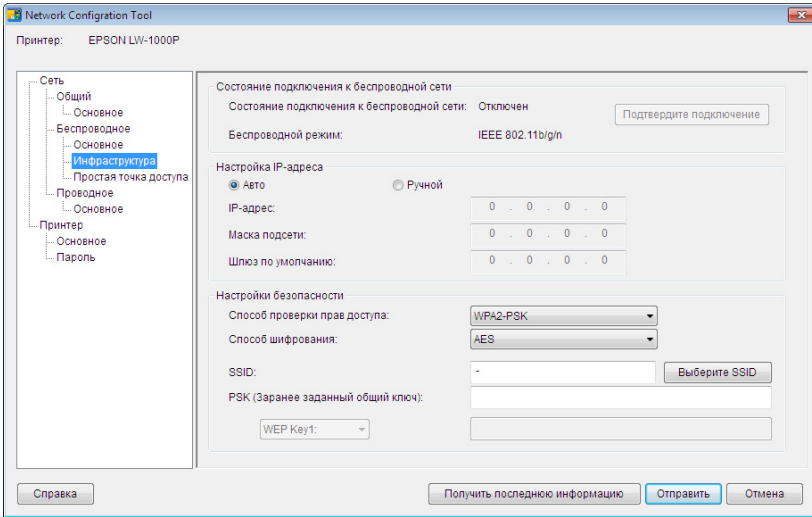 Network Configration Tool
Принтер: EPSON LW-1000P
Сеть
Общий
Основное
Беспроводное
Основное
Инфраструктура
Простая точка доступа
Проводное
Основное
Принтер
Основное
Пароль
Состояние подключения к беспроводной сети
Состояние подключения к беспроводной сети: Отключен
Подтвердите подключение
Беспроводной режим: IEEE 802.11b/g/n
Настройка IP-адреса
Авто Ручной
IP-адрес: 0 . 0 . 0 . 0
Маска подсети: 0 . 0 . 0 . 0
Шлюз по умолчанию: 0 . 0 . 0 . 0
Настройки безопасности
Способ проверки прав доступа: WPA2-PSK
Способ шифрования: AES
SSID: - Выберите SSID
PSK (Заранее заданный общий ключ):
WEP Key1:
Справка Получить последнюю информацию Отправить Отмена